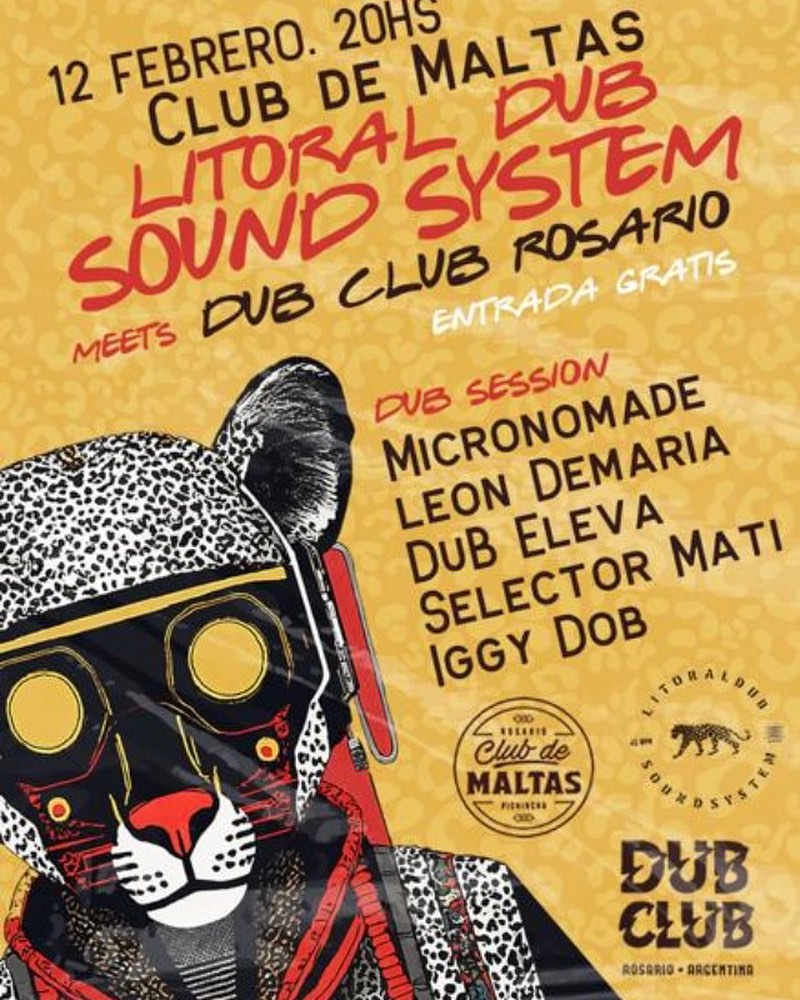 12 FEBRERO. 20HS
CLUB DE MALTAS
LITORAL DUB
SOUND SYSTEM
MEETS DUB CLUB ROSARIO
ENTRADA GRATIS
DUB SESSION
MICRONOMADE
LEON DEMARIA
DUB ELEVA
SELECTOR MATI
IGGY DOB
ROSARIO
Club de
MALTAS
PICHINCHA
LITORALDUB
SOUNDSYSTEM
DUB
CLUB
ROSARIO • ARGENTINA